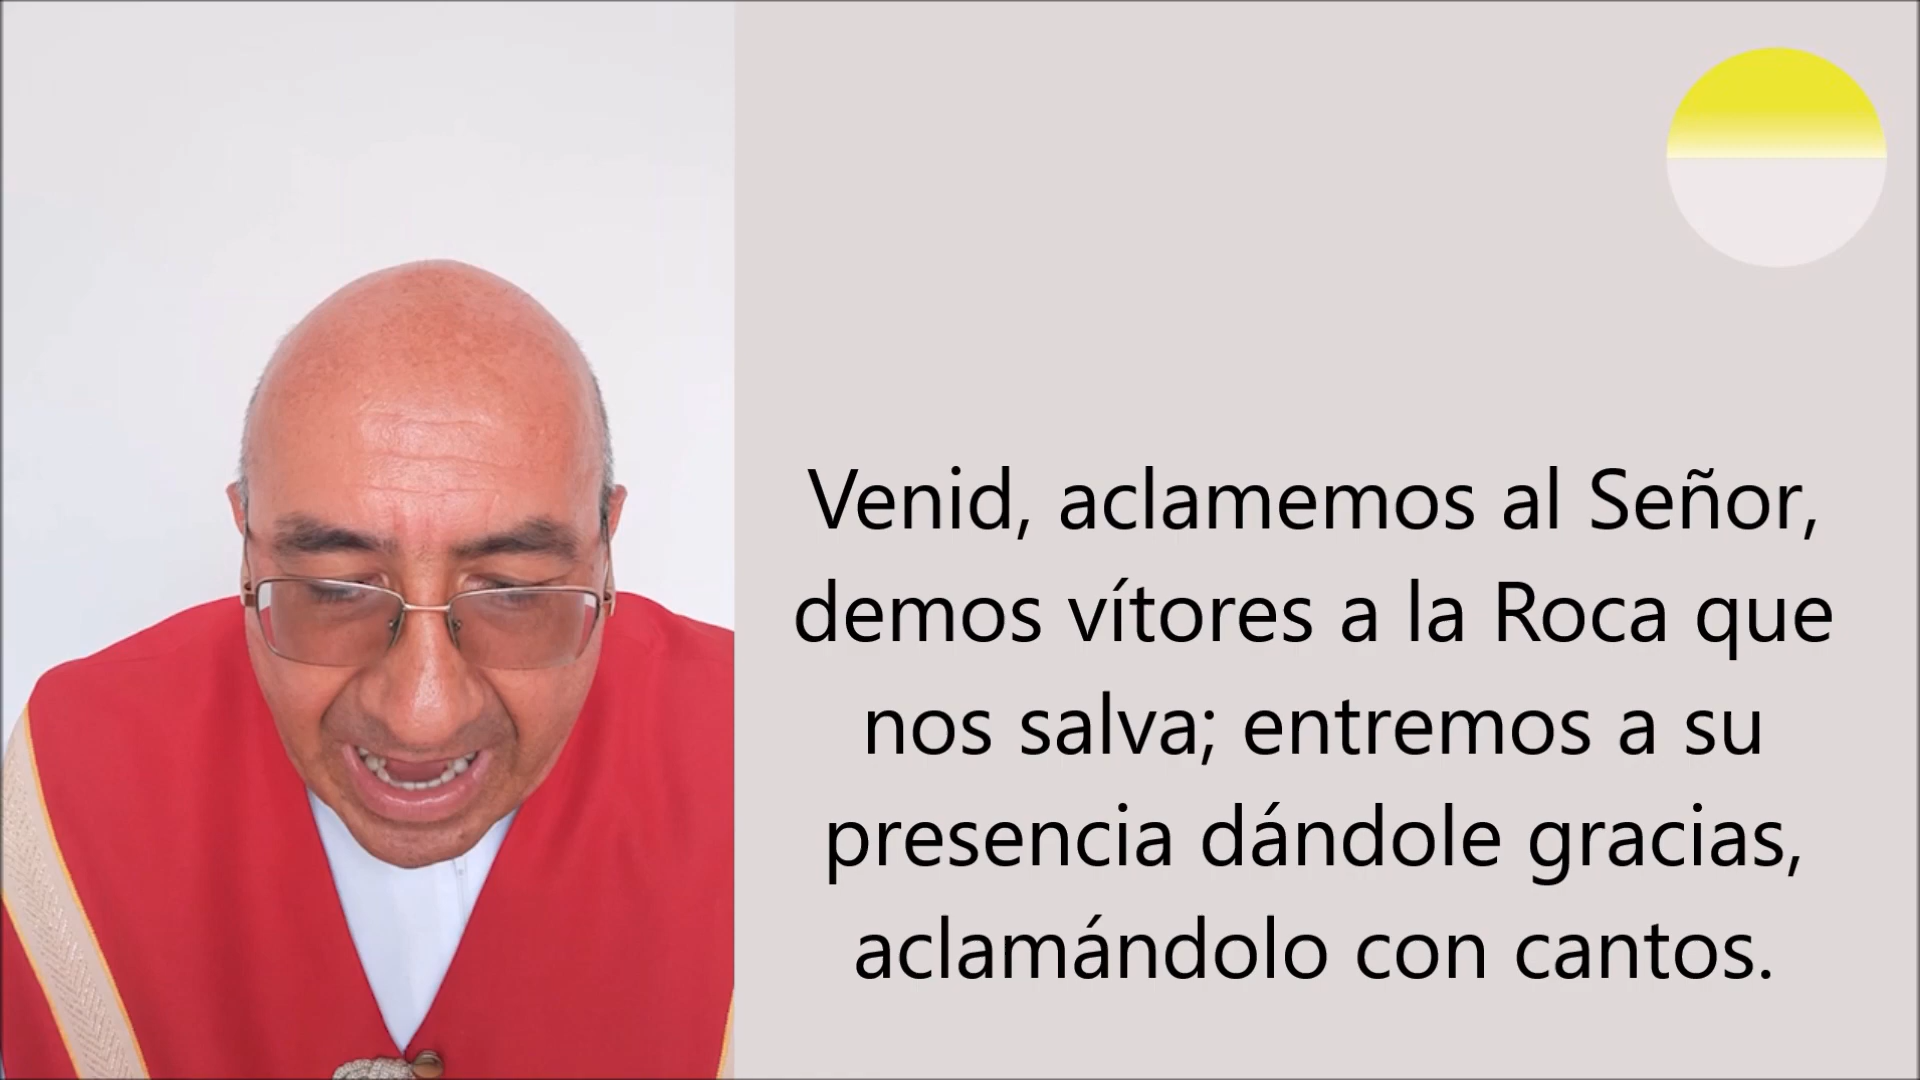 Venid, aclamemos al Señor,
demos vítores a la Roca que
nos salva; entremos a su
presencia dándole gracias,
aclamándolo con cantos.